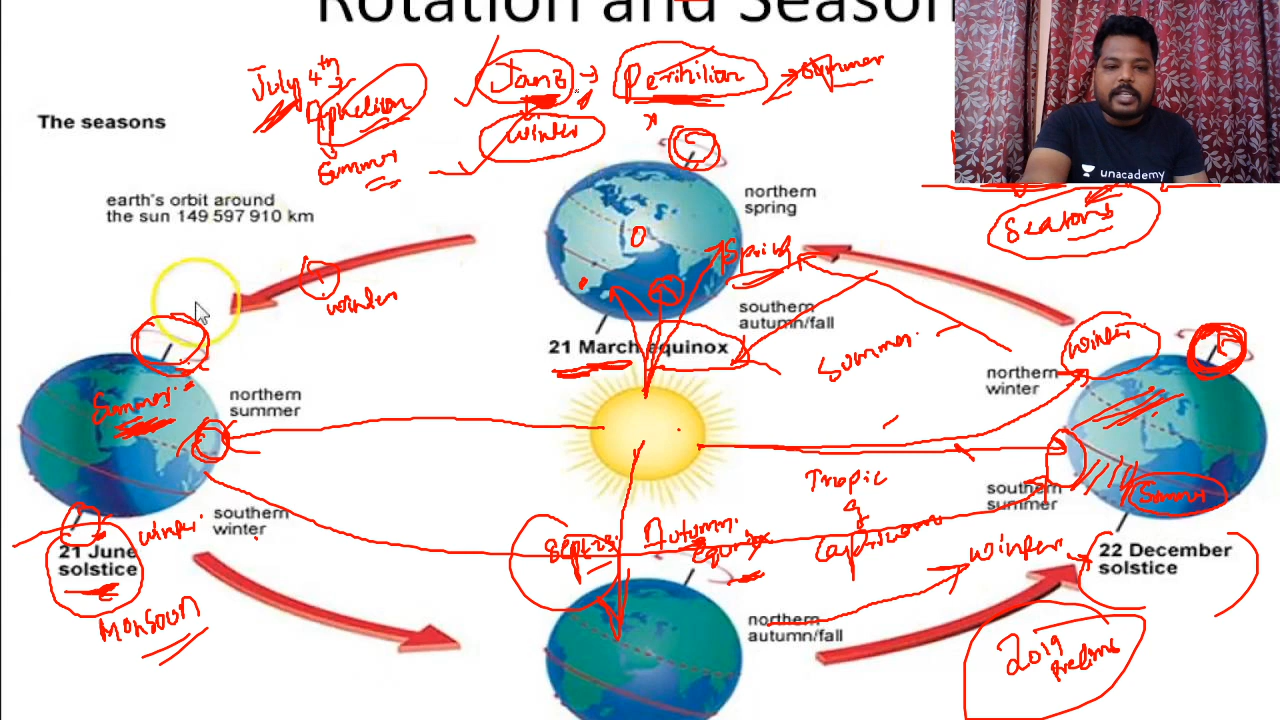 Rotation and Season
July 4th
Aphelion
Summer
Jan 3
Winter
Perihilion
Summer
unacademy
Seasons
The seasons
earth's orbit around
the sun 149 597 910 km
northern
spring
Spring
southern
autumn/fall
21 March equinox
Winter
Summer
Winter
northern
winter
Summer
northern
summer
southern
winter
Winter
21 June
solstice
Monsoon
Tropic
of
Capricorn
southern
summer
Summer
Sept 23
Autumn
Equinox
Winter
22 December
solstice
northern
autumn/fall
2019
prelims